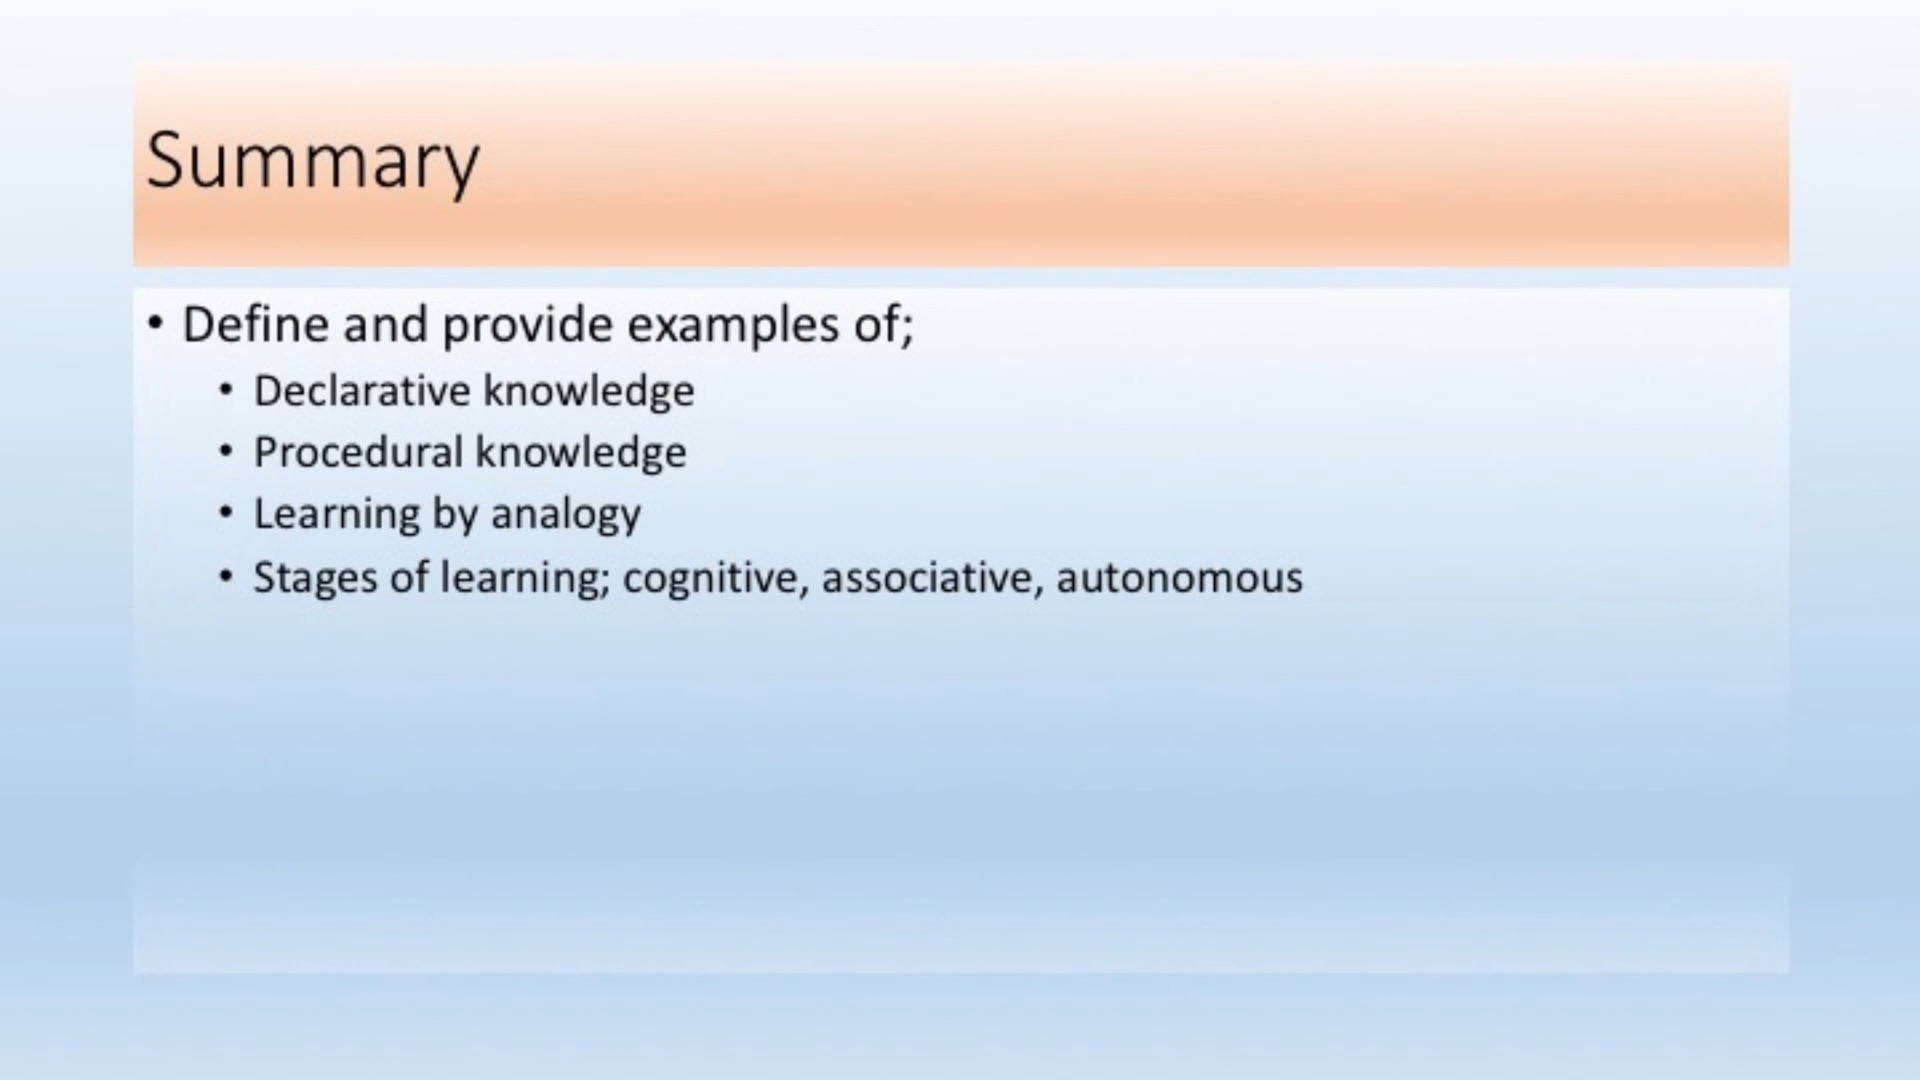 Summary
• Define and provide examples of;
• Declarative knowledge
• Procedural knowledge
• Learning by analogy
• Stages of learning; cognitive, associative, autonomous